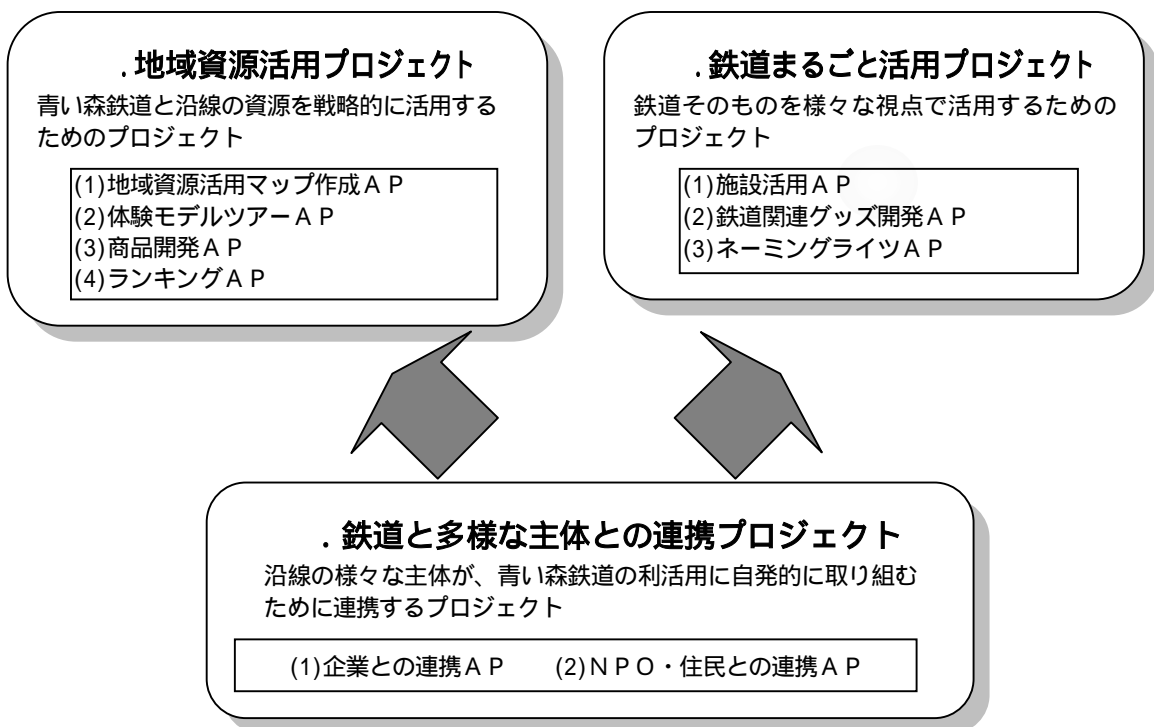 .地域資源活用プロジェクト
青い森鉄道と沿線の資源を戦略的に活用する
ためのプロジェクト
(1)地域資源活用マップ作成ＡＰ
(2)体験モデルツアーＡＰ
(3)商品開発ＡＰ
(4)ランキングＡＰ
.鉄道まるごと活用プロジェクト
鉄道そのものを様々な視点で活用するための
プロジェクト
(1)施設活用ＡＰ
(2)鉄道関連グッズ開発ＡＰ
(3)ネーミングライツＡＰ
.鉄道と多様な主体との連携プロジェクト
沿線の様々な主体が、青い森鉄道の利活用に自発的に取り組む
ために連携するプロジェクト
(1)企業との連携ＡＰ　(2)ＮＰＯ・住民との連携ＡＰ